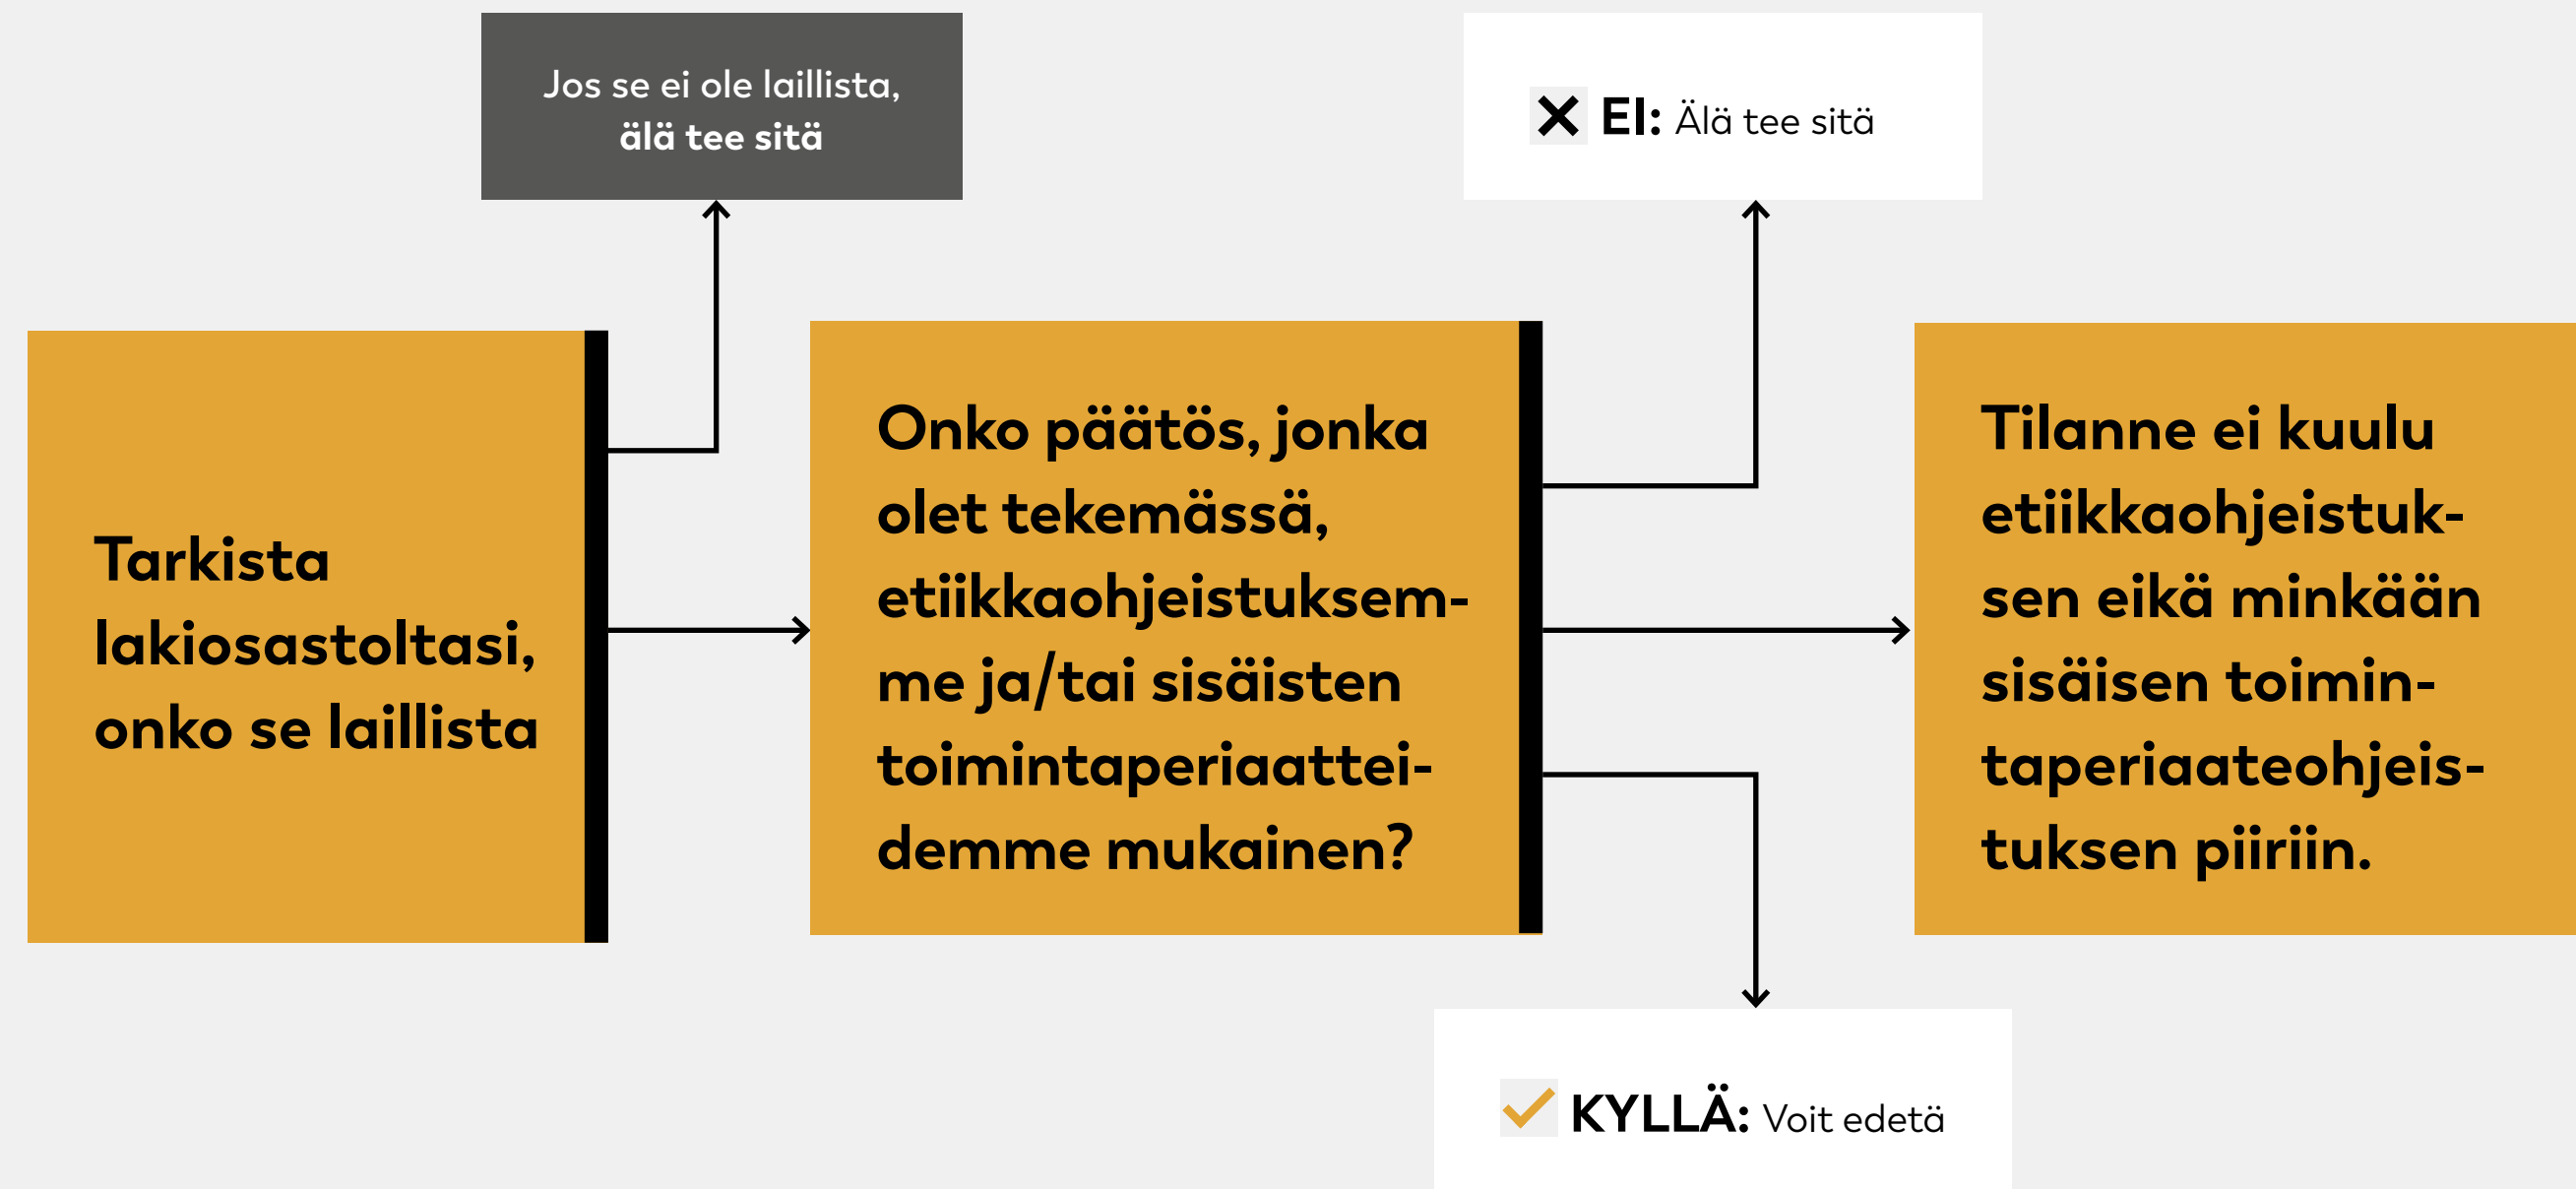 Jos se ei ole laillista,
älä tee sitä
EI: Älä tee sitä
Tarkista
lakiosastoltasi,
onko se laillista
Onko päätös, jonka
olet tekemässä,
etiikkaohjeistuksem-
me ja/tai sisäisten
toimintaperiaattei-
demme mukainen?
Tilanne ei kuulu
etiikkaohjeistuk-
sen eikä minkään
sisäisen toimin-
taperiaateohjeis-
tuksen piiriin.
KYLLÄ: Voit edetä